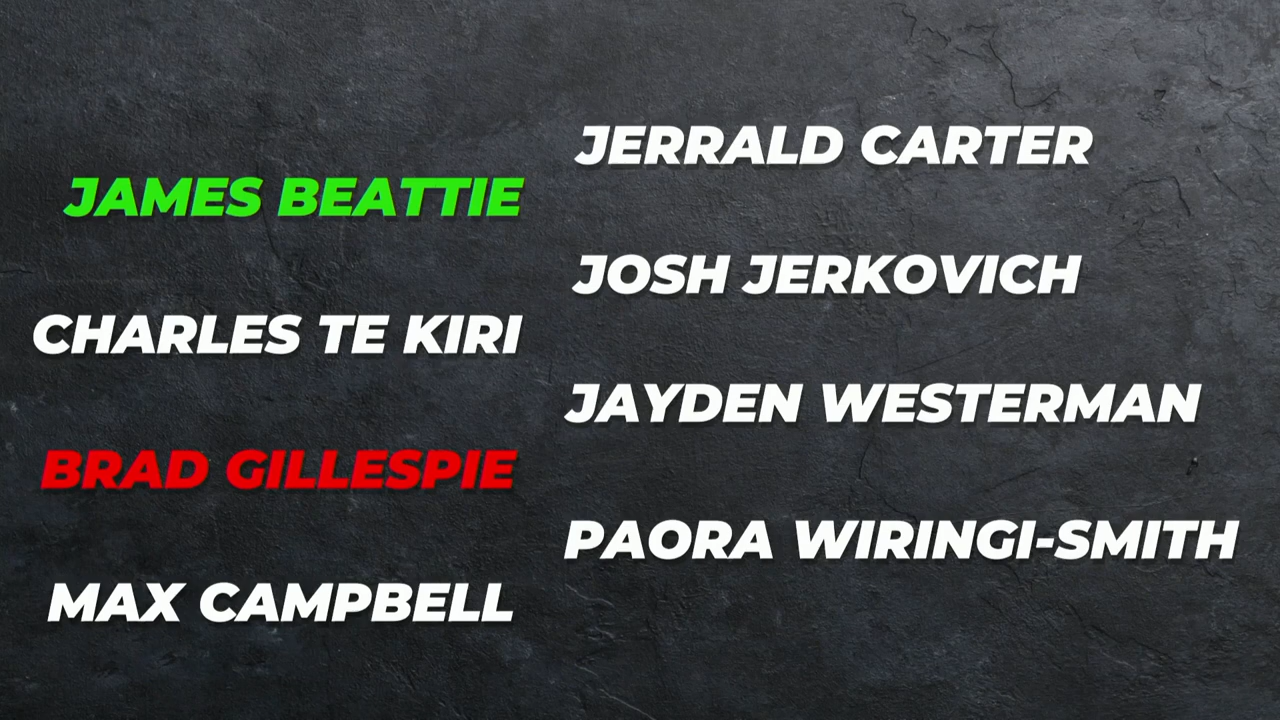 JAMES BEATTIE
CHARLES TE KIRI
BRAD GILLESPIE
MAX CAMPBELL
JERRALD CARTER
JOSH JERKOVICH
JAYDEN WESTERMAN
PAORA WIRINGI-SMITH